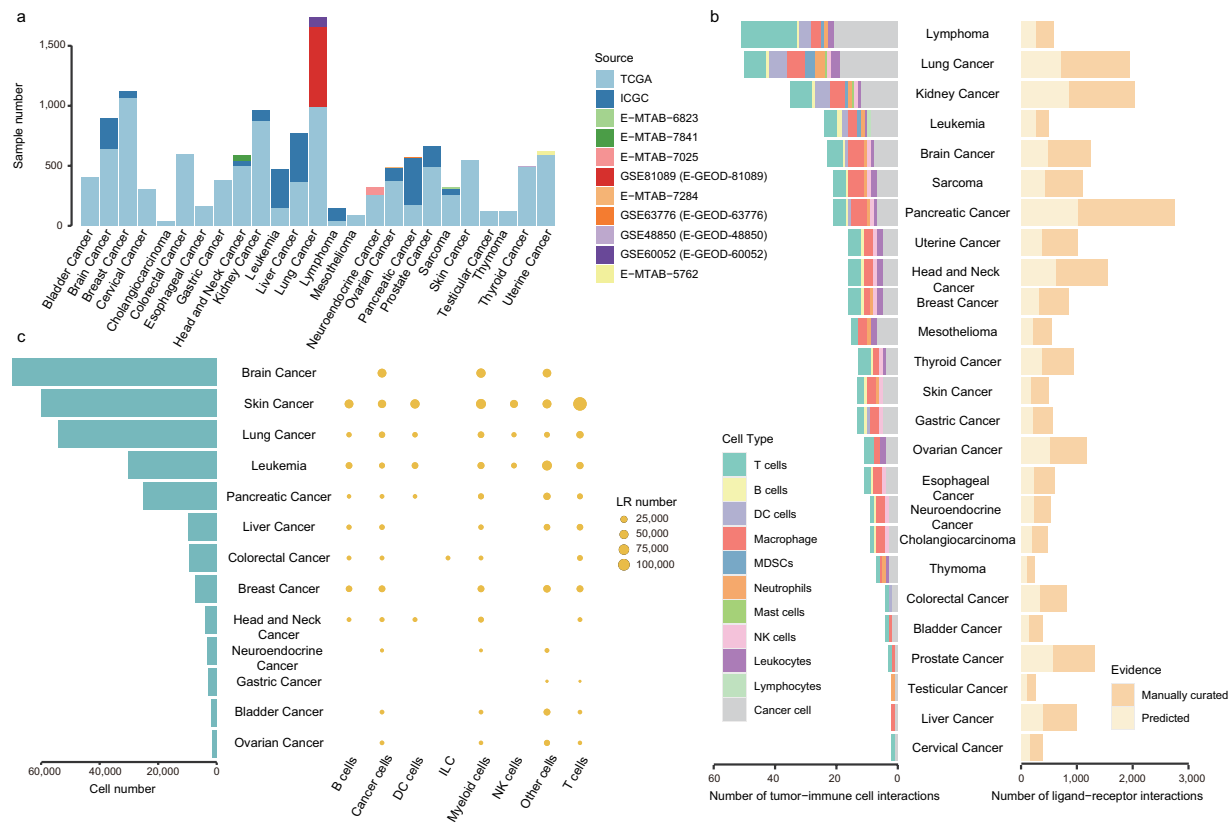 a
Sample number
1,500
1,000
500
0
Bladder Cancer
Brain Cancer
Breast Cancer
Cervical Cancer
Cholangiocarcinoma
Colorectal Cancer
Esophageal Cancer
Gastric Cancer
Head and Neck Cancer
Kidney Cancer
Leukemia
Liver Cancer
Lung Cancer
Lymphoma
Mesothelioma
Neuroendocrine Cancer
Ovarian Cancer
Pancreatic Cancer
Prostate Cancer
Sarcoma
Skin Cancer
Testicular Cancer
Thymoma
Thyroid Cancer
Uterine Cancer
Source
TCGA
ICGC
E−MTAB−6823
E−MTAB−7841
E−MTAB−7025
GSE81089 (E-GEOD-81089)
E−MTAB−7284
GSE63776 (E-GEOD-63776)
GSE48850 (E-GEOD-48850)
GSE60052 (E-GEOD-60052)
E−MTAB−5762
b
Lymphoma
Lung Cancer
Kidney Cancer
Leukemia
Brain Cancer
Sarcoma
Pancreatic Cancer
Uterine Cancer
Head and Neck
Cancer
Breast Cancer
Mesothelioma
Thyroid Cancer
Skin Cancer
Gastric Cancer
Ovarian Cancer
Esophageal
Cancer
Neuroendocrine
Cancer
Cholangiocarcinoma
Thymoma
Colorectal Cancer
Bladder Cancer
Prostate Cancer
Testicular Cancer
Liver Cancer
Cervical Cancer
Cell Type
T cells
B cells
DC cells
Macrophage
MDSCs
Neutrophils
Mast cells
NK cells
Leukocytes
Lymphocytes
Cancer cell
Evidence
Manually curated
Predicted
60 40 20 0
Number of tumor−immune cell interactions
0 1,000 2,000 3,000
Number of ligand−receptor interactions
c
Brain Cancer
Skin Cancer
Lung Cancer
Leukemia
Pancreatic Cancer
Liver Cancer
Colorectal Cancer
Breast Cancer
Head and Neck
Cancer
Neuroendocrine
Cancer
Gastric Cancer
Bladder Cancer
Ovarian Cancer
60,000 40,000 20,000 0
Cell number
B cells
Cancer cells
DC cells
ILC
Myeloid cells
NK cells
Other cells
T cells
LR number
25,000
50,000
75,000
100,000